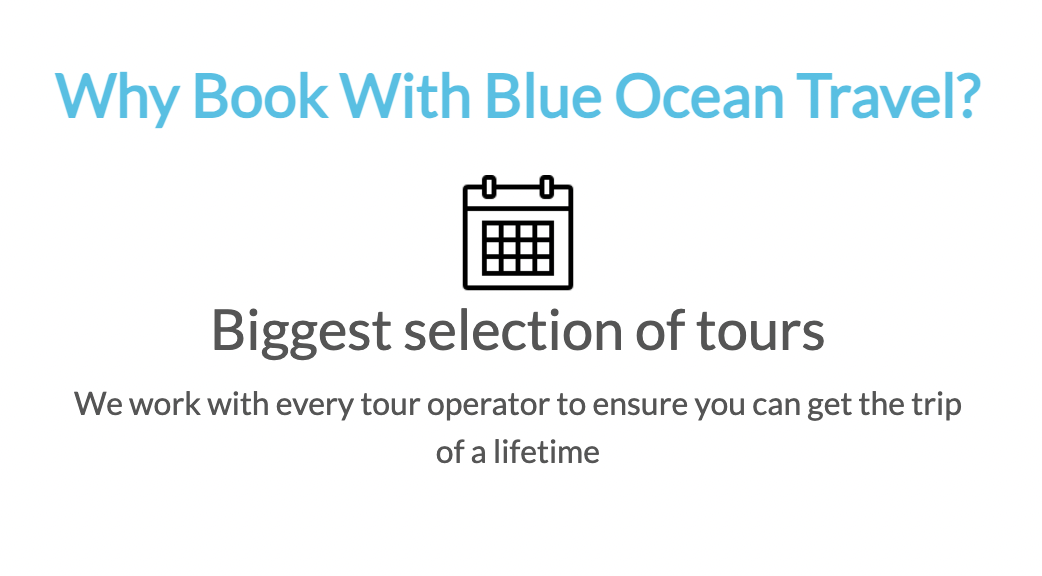 Why Book With Blue Ocean Travel?
Biggest selection of tours
We work with every tour operator to ensure you can get the trip
of a lifetime